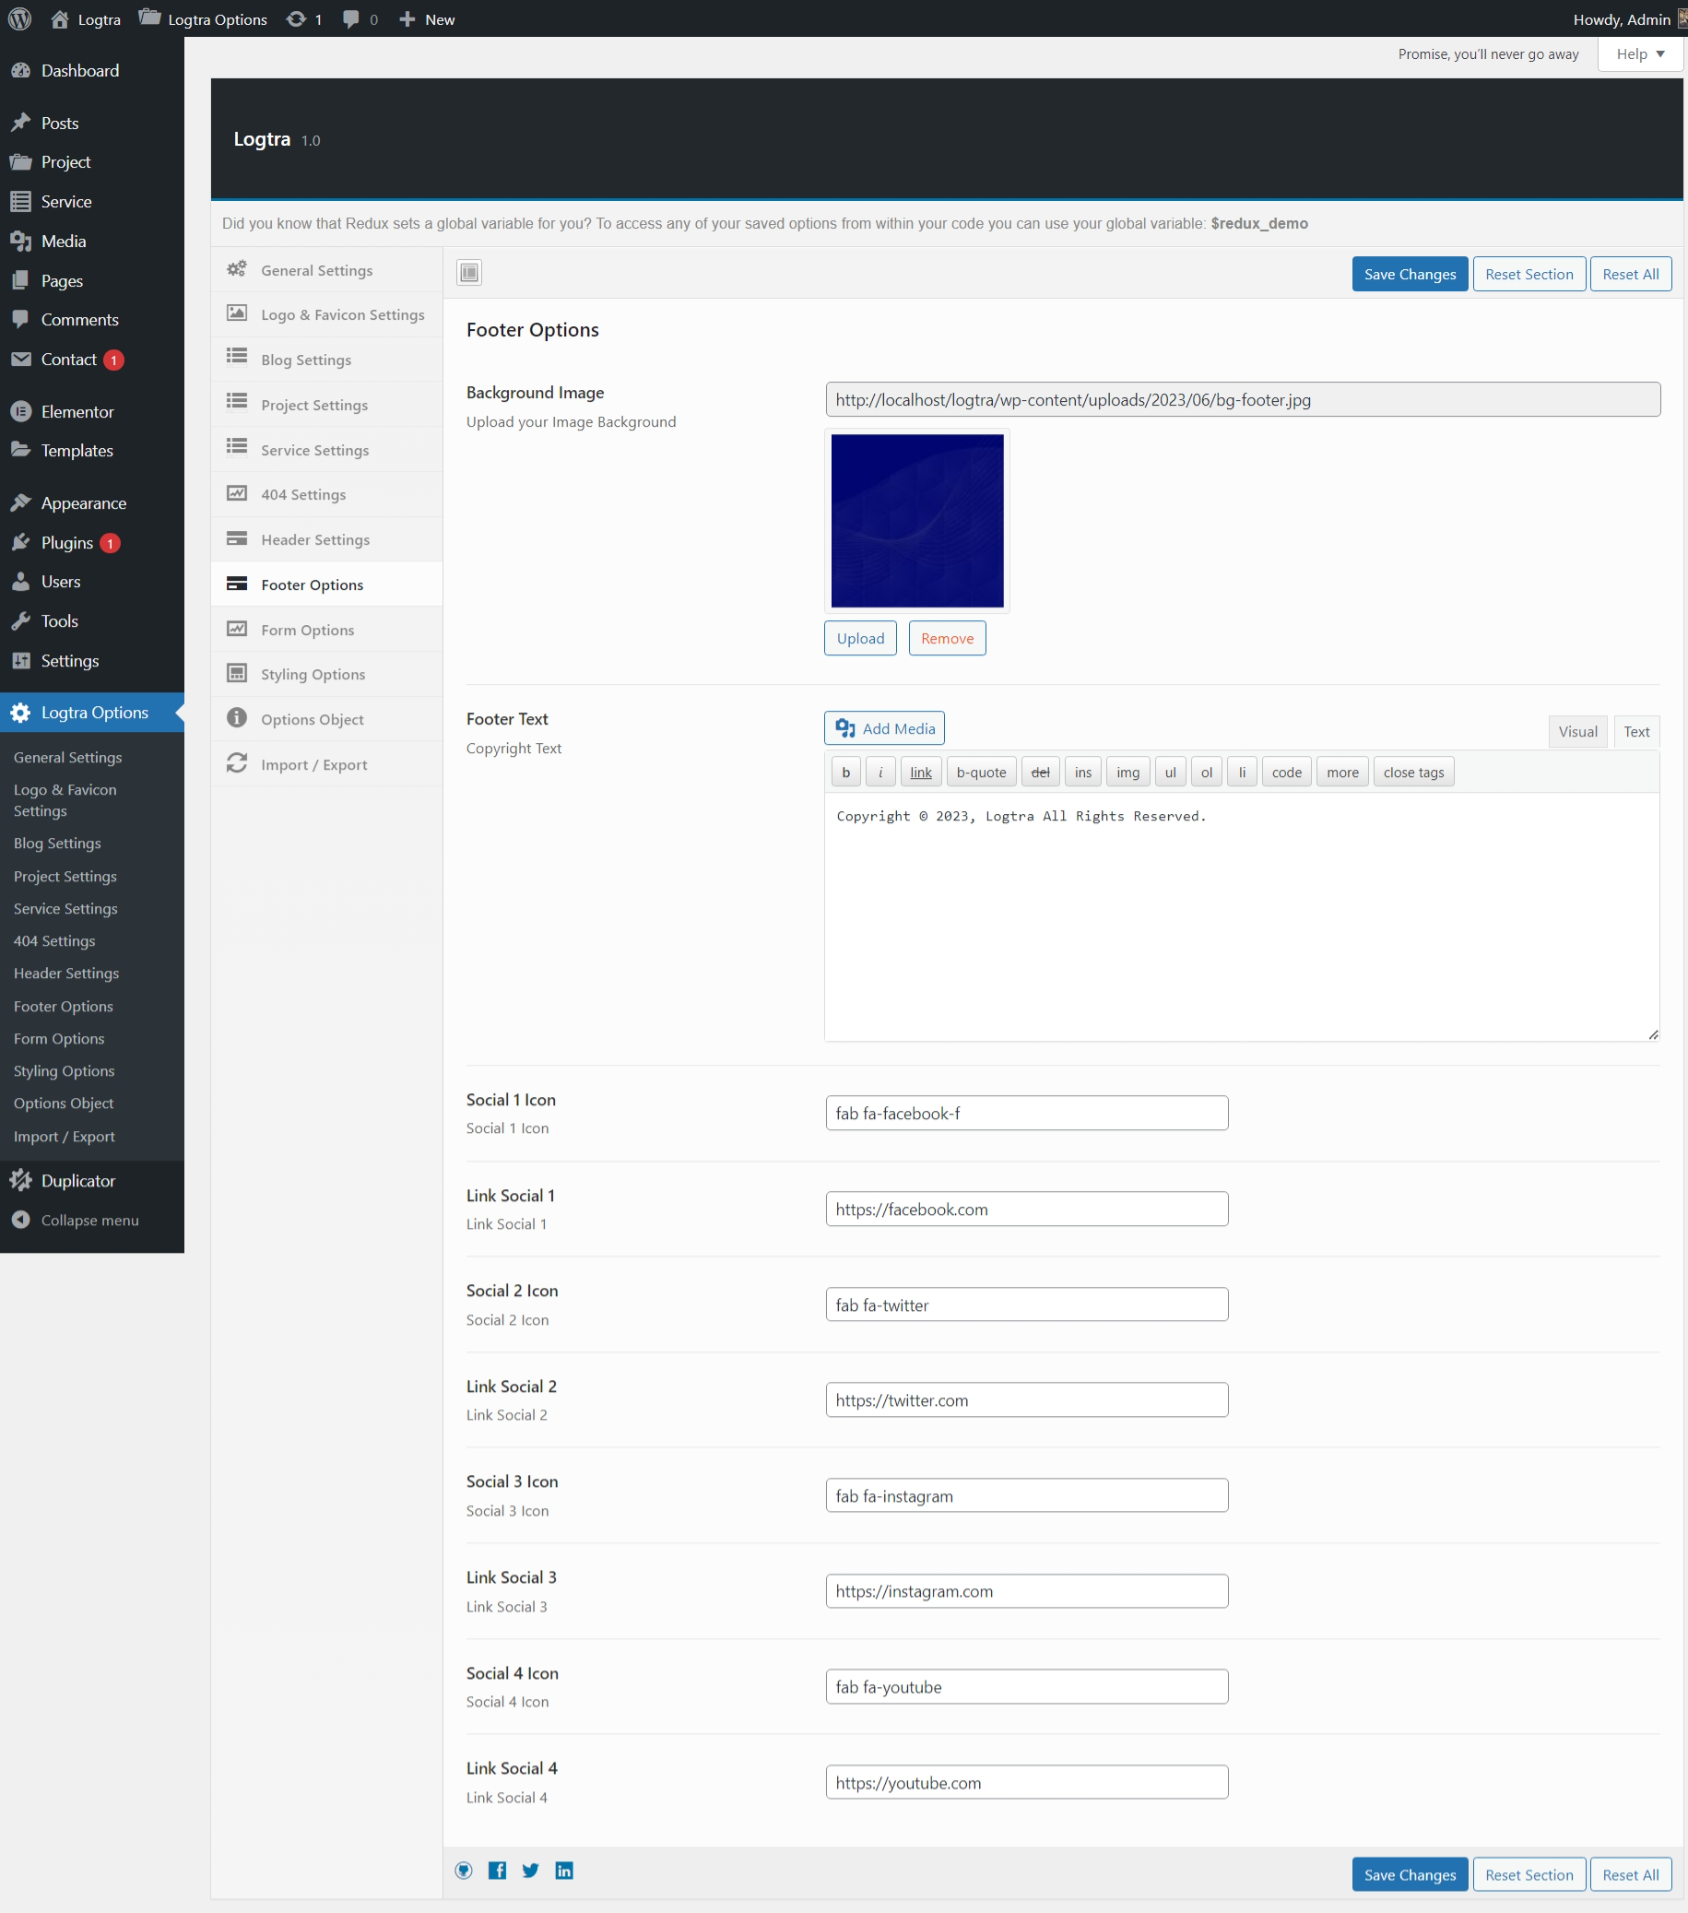 Logtra
Logtra Options
1
0
New
Howdy, Admin
Promise, you'll never go away
Help
Dashboard
Posts
Project
Service
Media
Pages
Comments
Contact 1
Elementor
Templates
Appearance
Plugins 1
Users
Tools
Settings
Logtra Options
General Settings
Logo & Favicon
Settings
Blog Settings
Project Settings
Service Settings
404 Settings
Header Settings
Footer Options
Form Options
Styling Options
Options Object
Import / Export
Duplicator
Collapse menu
Logtra 1.0
Did you know that Redux sets a global variable for you? To access any of your saved options from within your code you can use your global variable: $redux_demo
General Settings
Logo & Favicon Settings
Blog Settings
Project Settings
Service Settings
404 Settings
Header Settings
Footer Options
Form Options
Styling Options
Options Object
Import / Export
Save Changes
Reset Section
Reset All
Footer Options
Background Image
Upload your Image Background
http://localhost/logtra/wp-content/uploads/2023/06/bg-footer.jpg
Upload
Remove
Footer Text
Copyright Text
Add Media
Visual
Text
b
i
link
b-quote
del
ins
img
ul
ol
li
code
more
close tags
Copyright © 2023, Logtra All Rights Reserved.
Social 1 Icon
Social 1 Icon
fab fa-facebook-f
Link Social 1
Link Social 1
https://facebook.com
Social 2 Icon
Social 2 Icon
fab fa-twitter
Link Social 2
Link Social 2
https://twitter.com
Social 3 Icon
Social 3 Icon
fab fa-instagram
Link Social 3
Link Social 3
https://instagram.com
Social 4 Icon
Social 4 Icon
fab fa-youtube
Link Social 4
Link Social 4
https://youtube.com
Save Changes
Reset Section
Reset All